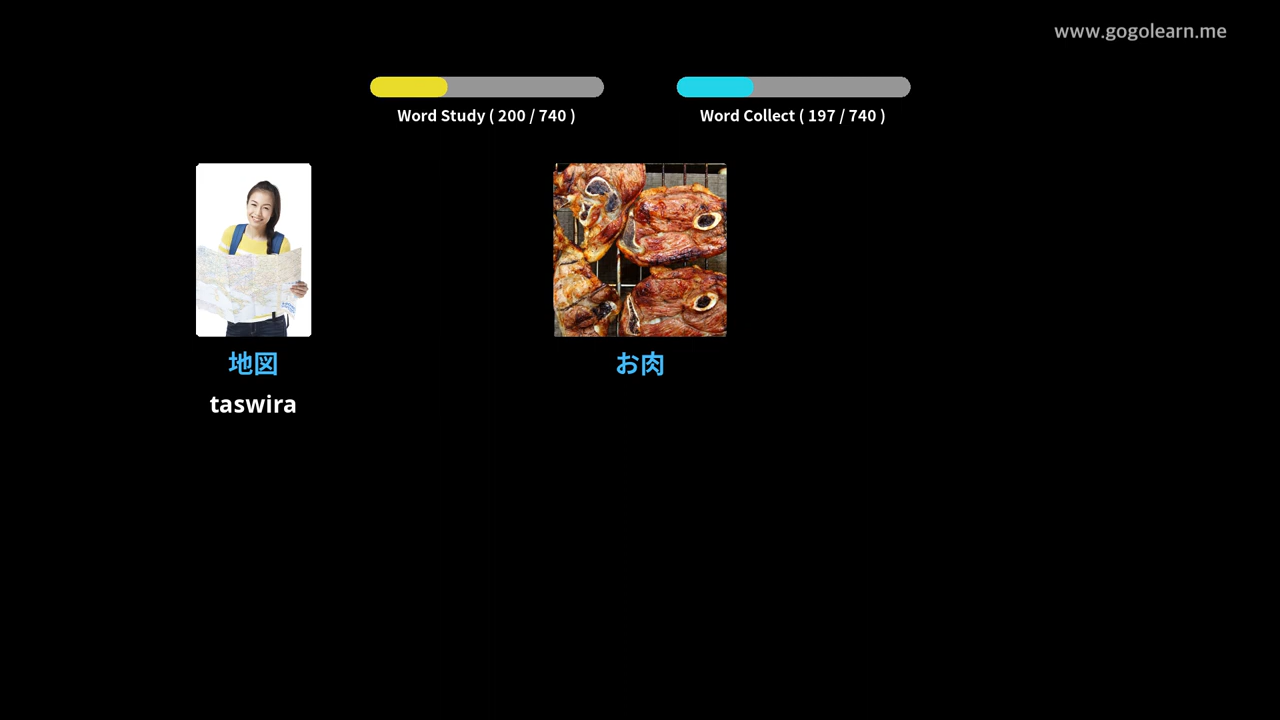 www.gogolearn.me
Word Study ( 200 / 740 )
Word Collect ( 197 / 740 )
地図
お肉
taswira